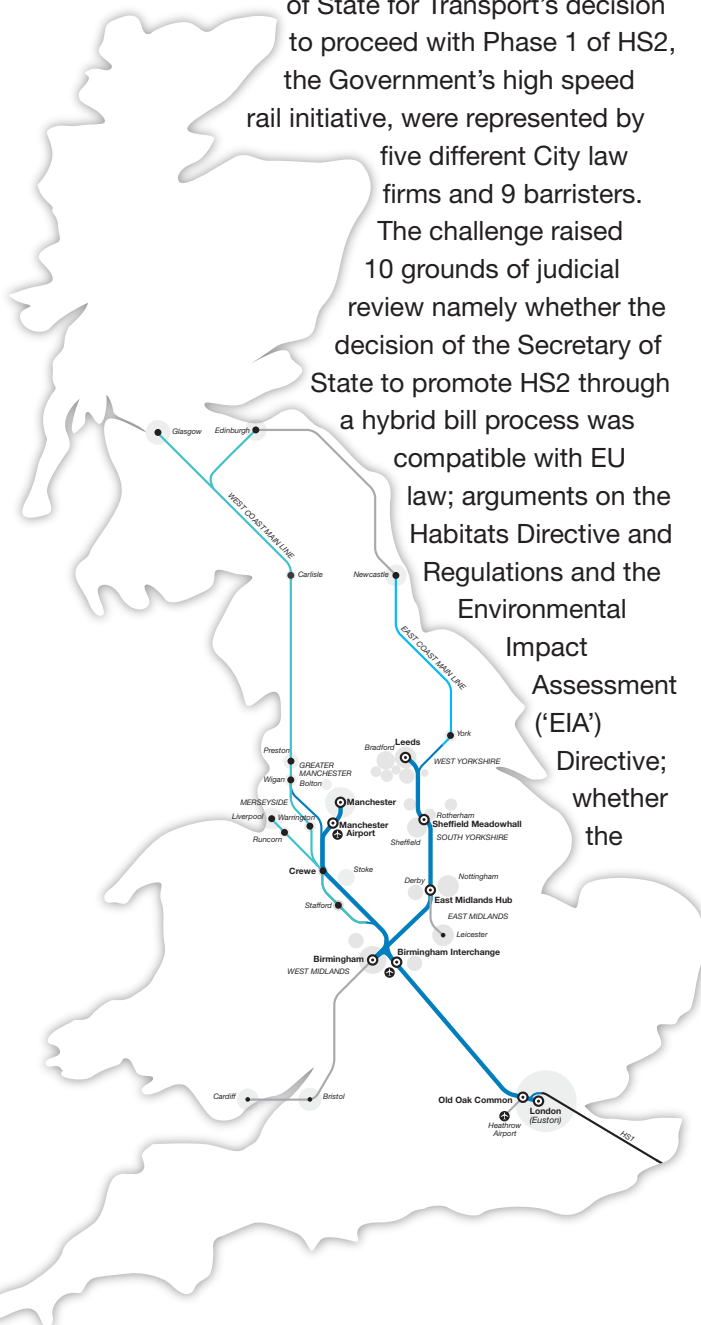 of State for Transport’s decision
to proceed with Phase 1 of HS2,
the Government’s high speed
rail initiative, were represented by
five different City law
firms and 9 barristers.
The challenge raised
10 grounds of judicial
review namely whether the
decision of the Secretary of
State to promote HS2 through
a hybrid bill process was
compatible with EU
law; arguments on the
Habitats Directive and
Regulations and the
Environmental
Impact
Assessment
(‘EIA’)
Directive;
whether
the
Glasgow
Edinburgh
WEST COAST MAIN LINE
Carlisle
Newcastle
EAST COAST MAIN LINE
York
Leeds
Bradford
WEST YORKSHIRE
Preston
GREATER
MANCHESTER
Wigan
Bolton
MERSEYSIDE
Manchester
Liverpool
Warrington
Manchester
Airport
Runcorn
Rotherham
Sheffield Meadowhall
SOUTH YORKSHIRE
Sheffield
Crewe
Stoke
Derby
Nottingham
East Midlands Hub
Stafford
EAST MIDLANDS
Leicester
Birmingham
Birmingham Interchange
WEST MIDLANDS
Cardiff
Bristol
Old Oak Common
London
(Euston)
Heathrow
Airport
HS1